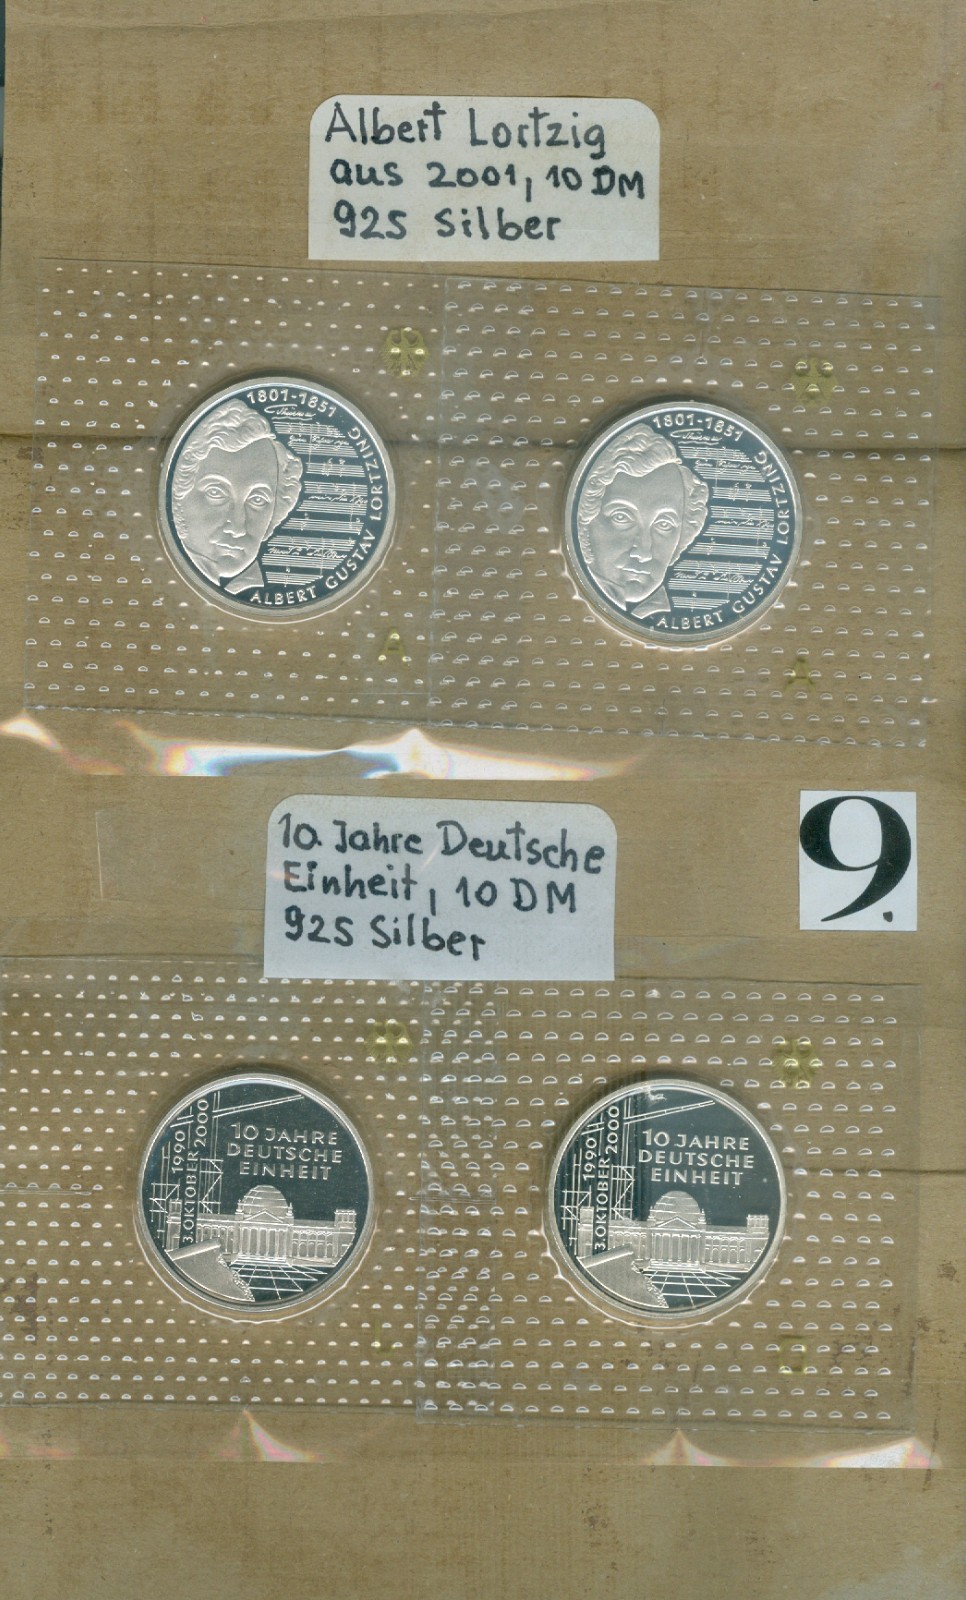 Albert Lortzig
aus 2001, 10 DM
925 Silber
1801-1851
ALBERT GUSTAV LORTZING
A
1801-1851
ALBERT GUSTAV LORTZING
A
9.
10. Jahre Deutsche
Einheit, 10 DM
925 Silber
10 JAHRE
DEUTSCHE
EINHEIT
3. OKTOBER 1990
2000
10 JAHRE
DEUTSCHE
EINHEIT
3. OKTOBER 1990
2000